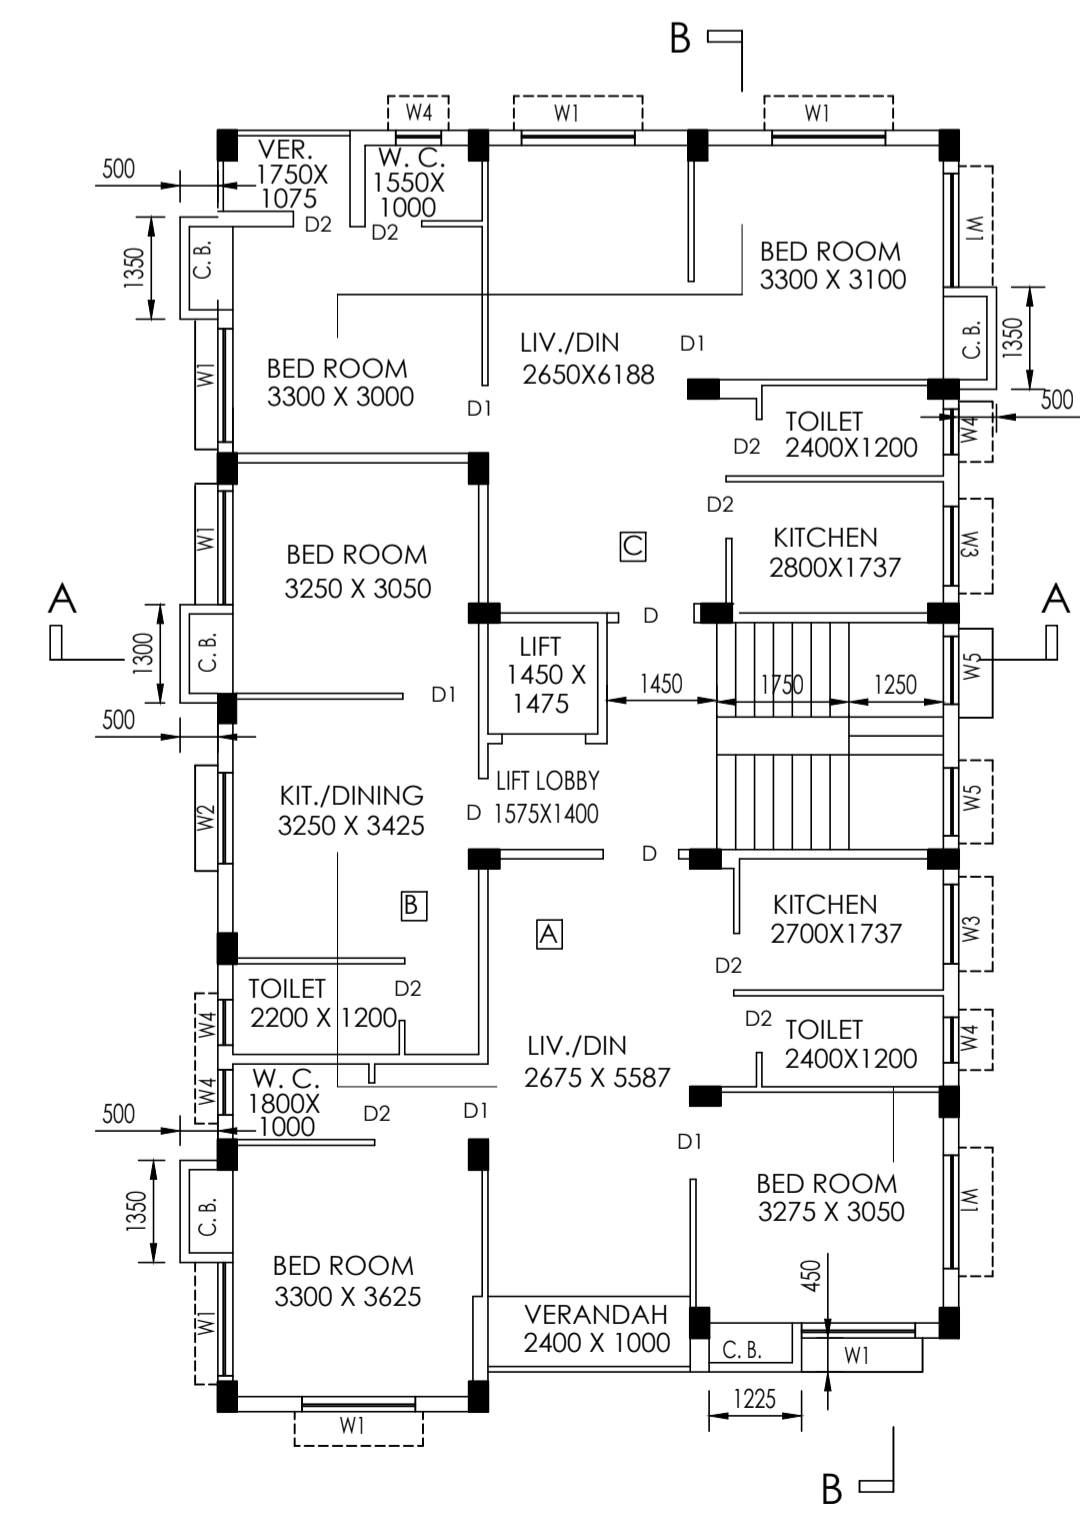 B
W4
W1
W1
VER.
1750X
1075
W. C.
1550X
1000
500
D2
D2
W1
C. B.
1350
BED ROOM
3300 X 3100
C. B.
1350
LIV./DIN
2650X6188
D1
W1
BED ROOM
3300 X 3000
D1
500
TOILET
2400X1200
W4
D2
D2
W1
BED ROOM
3250 X 3050
C
KITCHEN
2800X1737
W3
A
A
D
1300
C. B.
LIFT
1450 X
1475
W5
1450
1750
1250
D1
500
KIT./DINING
3250 X 3425
W2
LIFT LOBBY
1575X1400
D
W5
D
B
A
KITCHEN
2700X1737
W3
D2
TOILET
2200 X 1200
D2
W4
D2
TOILET
2400X1200
W4
LIV./DIN
2675 X 5587
W4
W. C.
1800X
1000
500
D2
D1
D1
1350
C. B.
BED ROOM
3275 X 3050
W1
BED ROOM
3300 X 3625
450
W1
VERANDAH
2400 X 1000
C. B.
W1
1225
W1
B